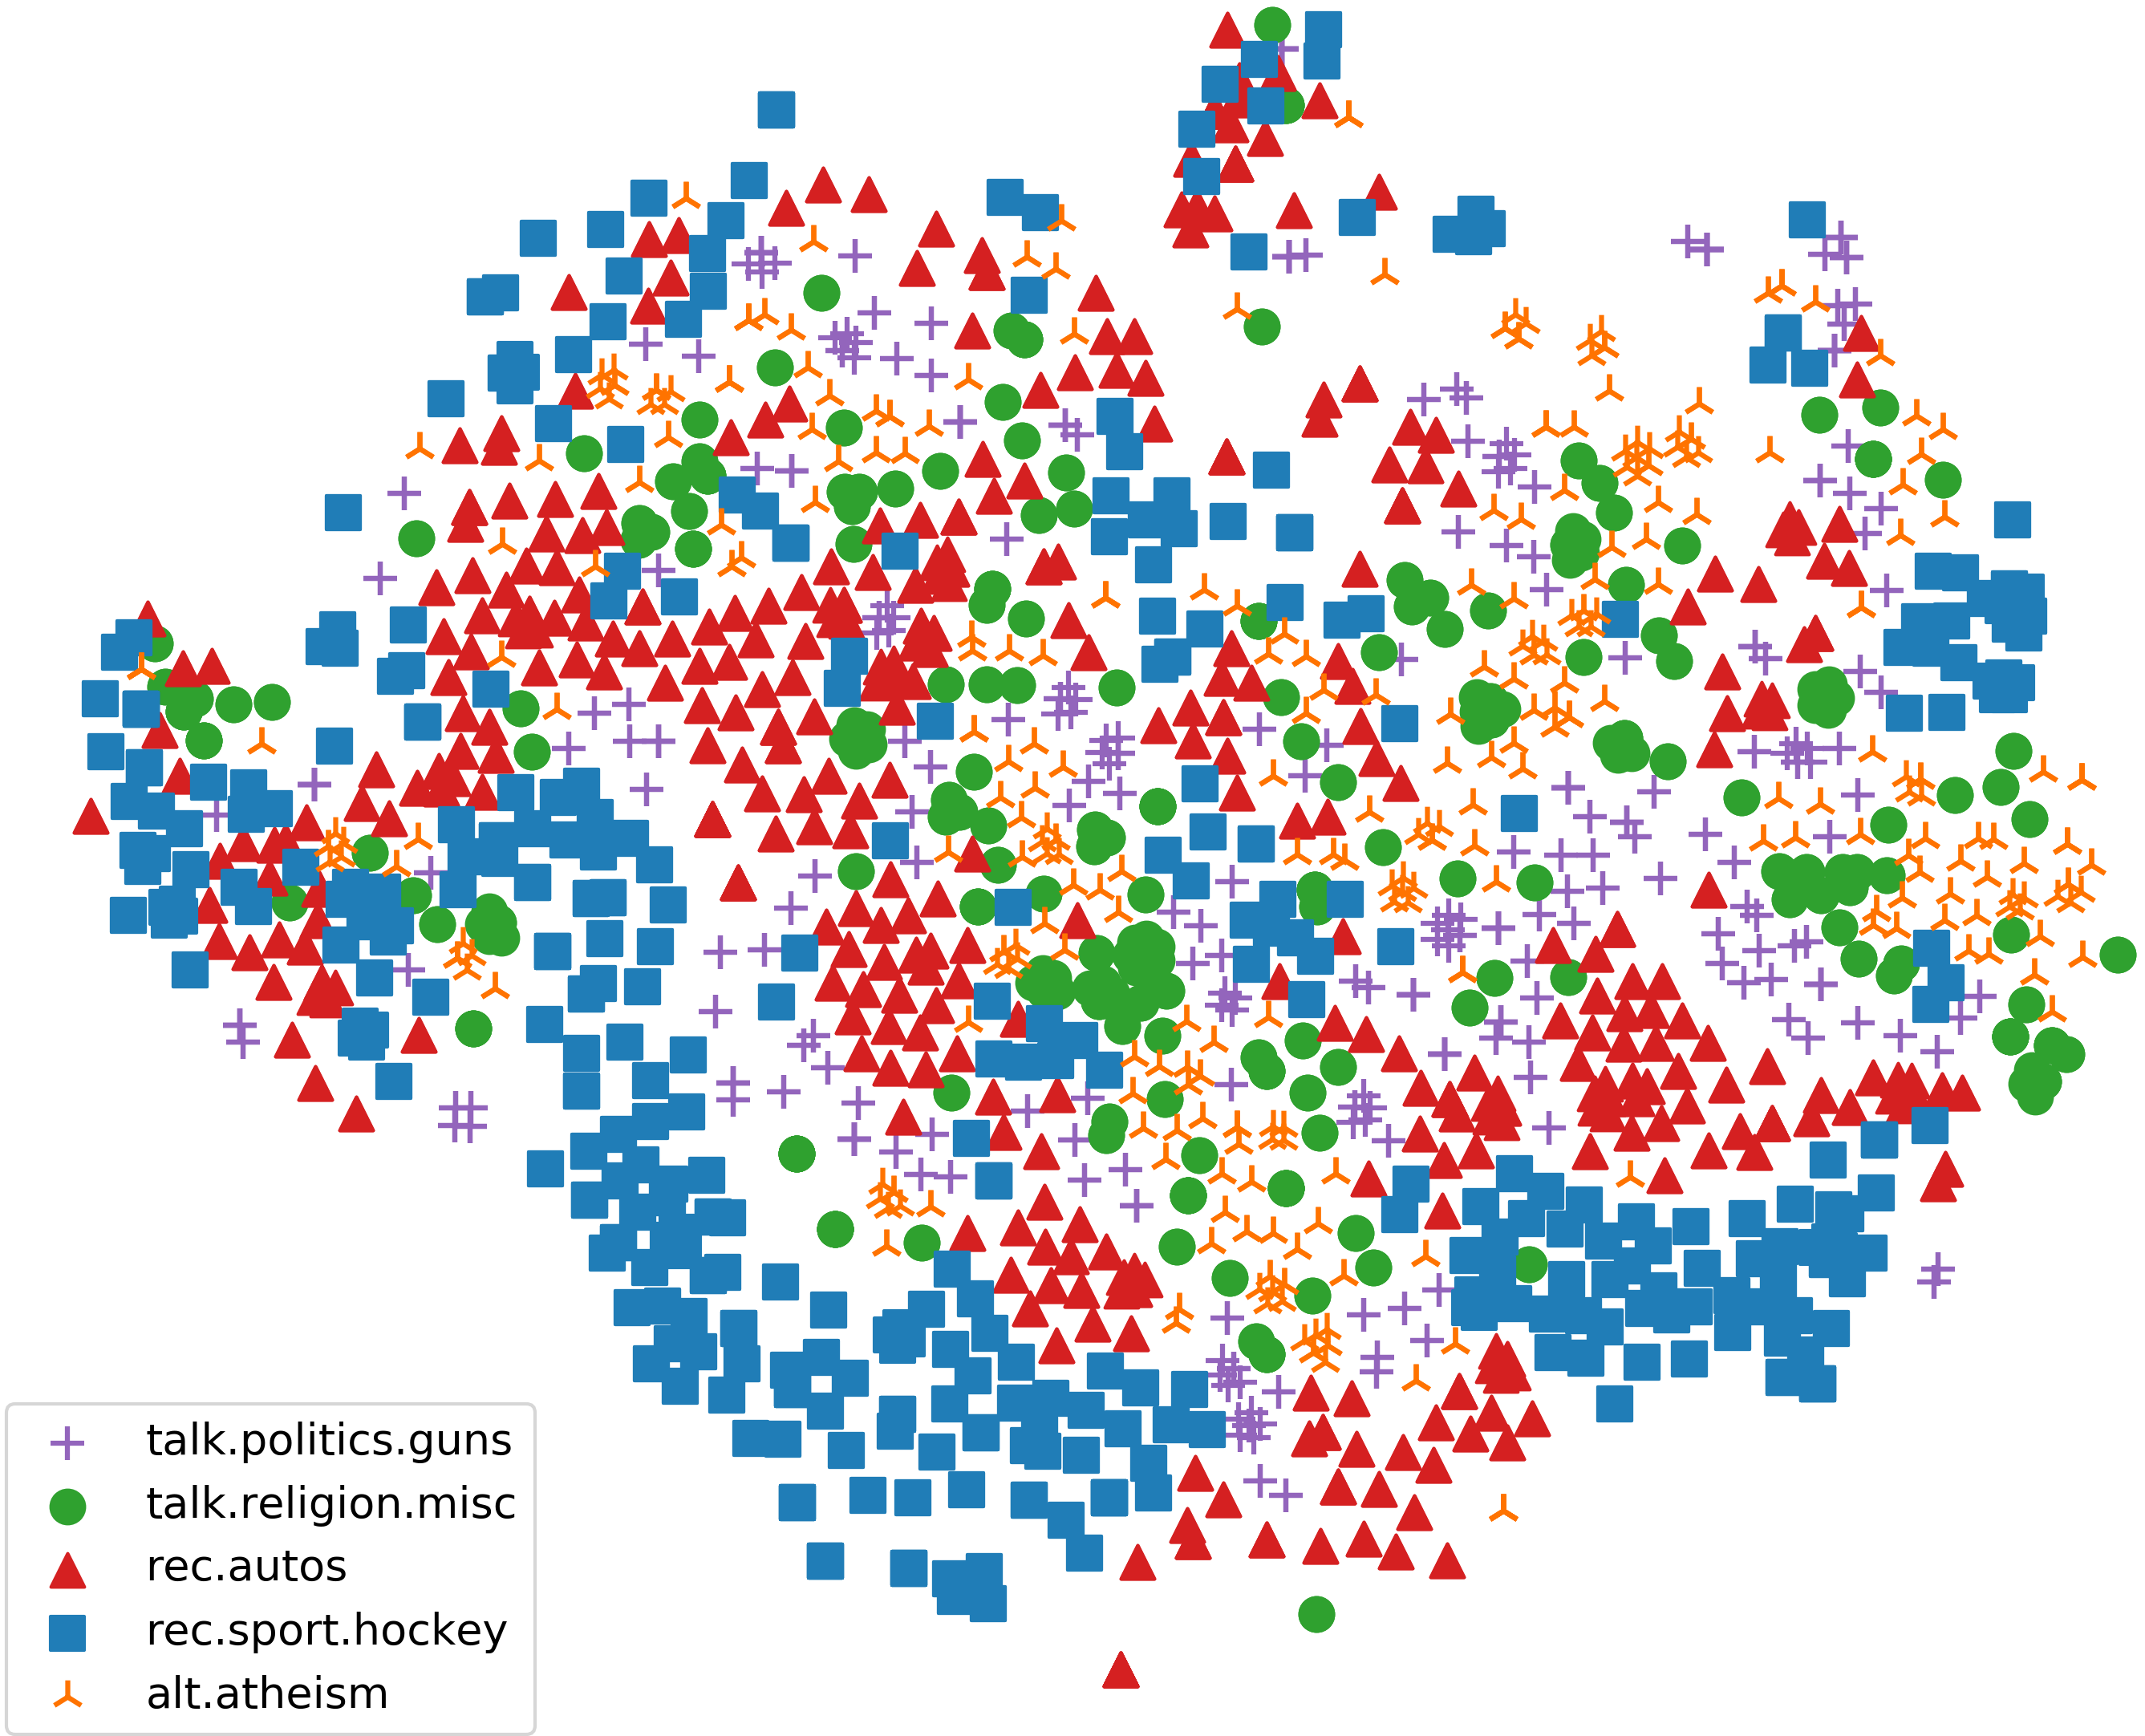 talk.politics.guns
talk.religion.misc
rec.autos
rec.sport.hockey
alt.atheism